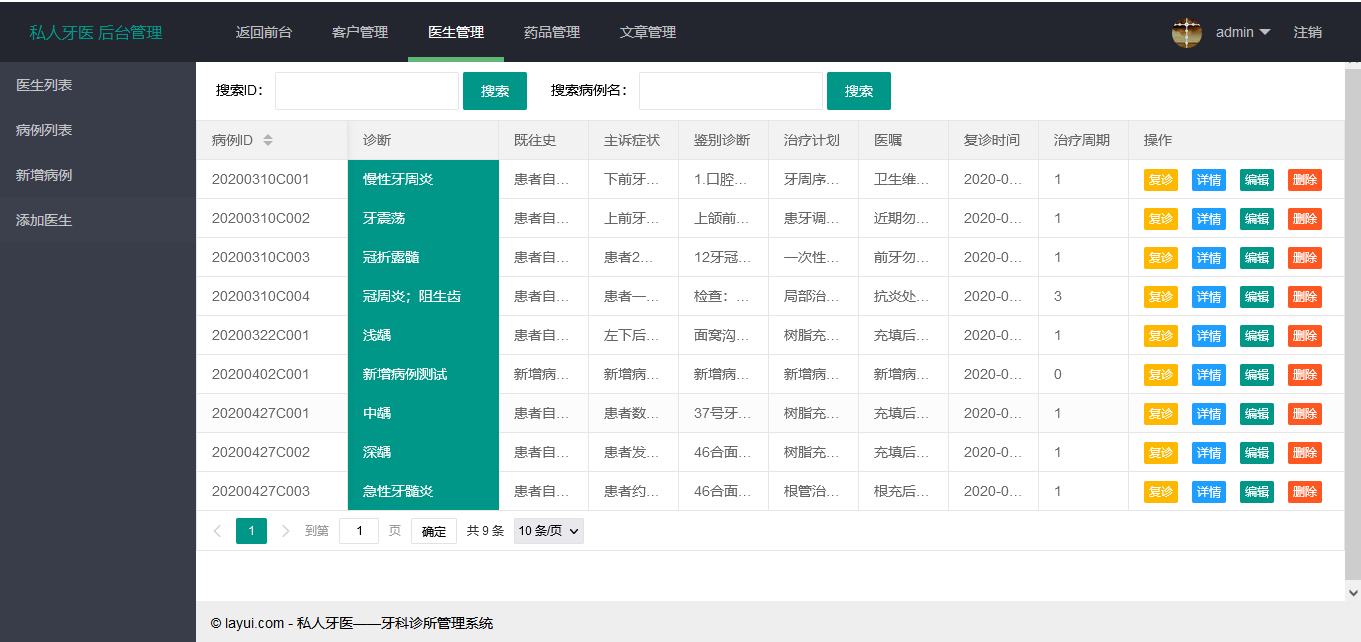 私人牙医 后台管理 返回前台 客户管理 医生管理 药品管理 文章管理 admin 注销
医生列表
病例列表
新增病例
添加医生
搜索ID： 搜索 搜索病例名： 搜索
病例ID 诊断 既往史 主诉症状 鉴别诊断 治疗计划 医嘱 复诊时间 治疗周期 操作
20200310C001 慢性牙周炎 患者自... 下前牙... 1.口腔... 牙周序... 卫生维... 2020-0... 1 复诊 详情 编辑 删除
20200310C002 牙震荡 患者自... 上前牙... 上颌前... 患牙调... 近期勿... 2020-0... 1 复诊 详情 编辑 删除
20200310C003 冠折露髓 患者自... 患者2... 12牙冠... 一次性... 前牙勿... 2020-0... 1 复诊 详情 编辑 删除
20200310C004 冠周炎；阻生齿 患者自... 患者一... 检查：... 局部治... 抗炎处... 2020-0... 3 复诊 详情 编辑 删除
20200322C001 浅龋 患者自... 左下后... 面窝沟... 树脂充... 充填后... 2020-0... 1 复诊 详情 编辑 删除
20200402C001 新增病例测试 新增病... 新增病... 新增病... 新增病... 新增病... 2020-0... 0 复诊 详情 编辑 删除
20200427C001 中龋 患者自... 患者数... 37号牙... 树脂充... 充填后... 2020-0... 1 复诊 详情 编辑 删除
20200427C002 深龋 患者自... 患者发... 46合面... 树脂充... 充填后... 2020-0... 1 复诊 详情 编辑 删除
20200427C003 急性牙髓炎 患者自... 患者约... 46合面... 根管治... 根充后... 2020-0... 1 复诊 详情 编辑 删除
1 到第 1 页 确定 共 9 条 10 条/页
© layui.com - 私人牙医——牙科诊所管理系统